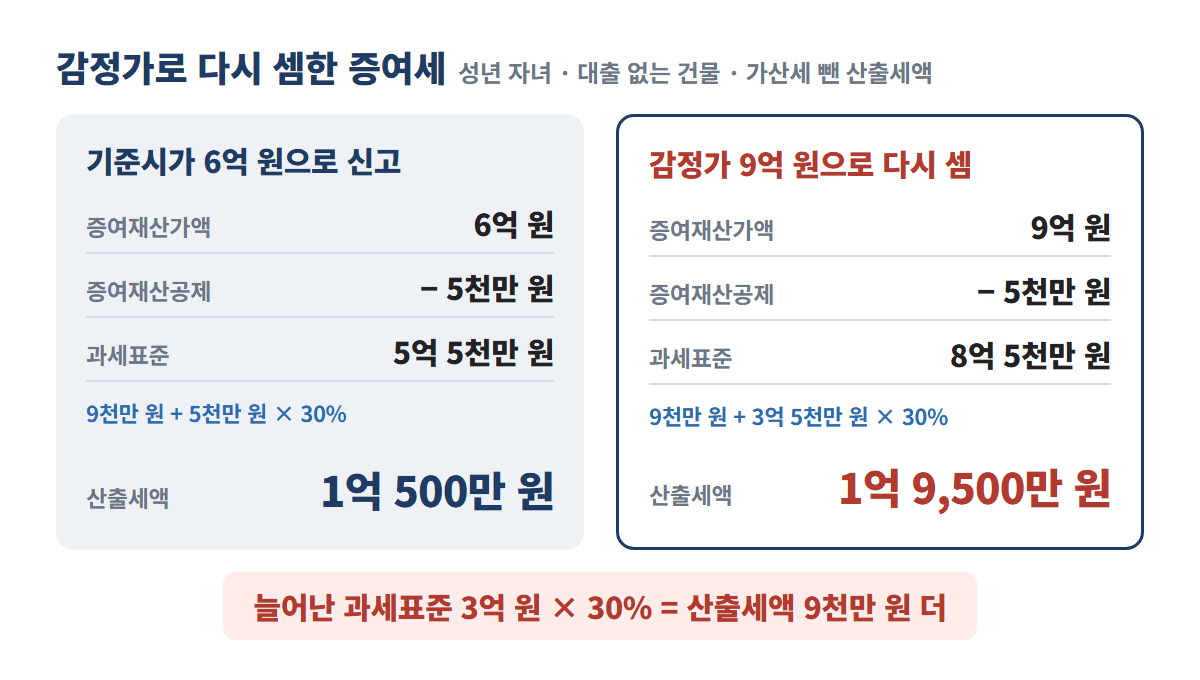 감정가로 다시 셈한 증여세 성년 자녀 · 대출 없는 건물 · 가산세 뺀 산출세액
기준시가 6억 원으로 신고
증여재산가액 6억 원
증여재산공제 − 5천만 원
과세표준 5억 5천만 원
9천만 원 + 5천만 원 × 30%
산출세액 1억 500만 원
감정가 9억 원으로 다시 셈
증여재산가액 9억 원
증여재산공제 − 5천만 원
과세표준 8억 5천만 원
9천만 원 + 3억 5천만 원 × 30%
산출세액 1억 9,500만 원
늘어난 과세표준 3억 원 × 30% = 산출세액 9천만 원 더